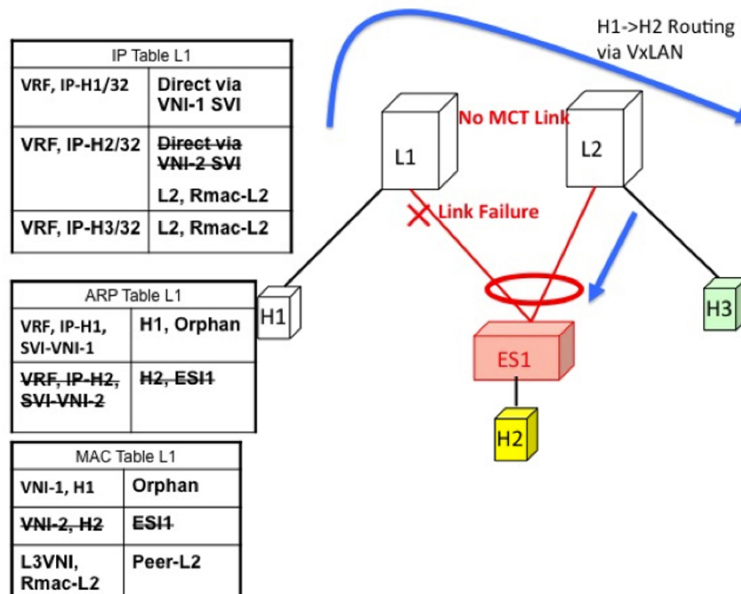 H1->H2 Routing
via VxLAN
IP Table L1
VRF, IP-H1/32
Direct via
VNI-1 SVI
VRF, IP-H2/32
Direct via
VNI-2 SVI
L2, Rmac-L2
VRF, IP-H3/32
L2, Rmac-L2
No MCT Link
L1
L2
Link Failure
ARP Table L1
VRF, IP-H1,
SVI-VNI-1
H1, Orphan
VRF, IP-H2,
SVI-VNI-2
H2, ESI1
H1
H3
ES1
H2
MAC Table L1
VNI-1, H1
Orphan
VNI-2, H2
ESI1
L3VNI,
Rmac-L2
Peer-L2